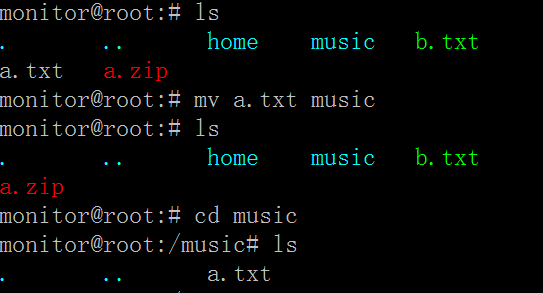 monitor@root:# ls
. .. home music b.txt
a.txt a.zip
monitor@root:# mv a.txt music
monitor@root:# ls
. .. home music b.txt
a.zip
monitor@root:# cd music
monitor@root:/music# ls
. .. a.txt